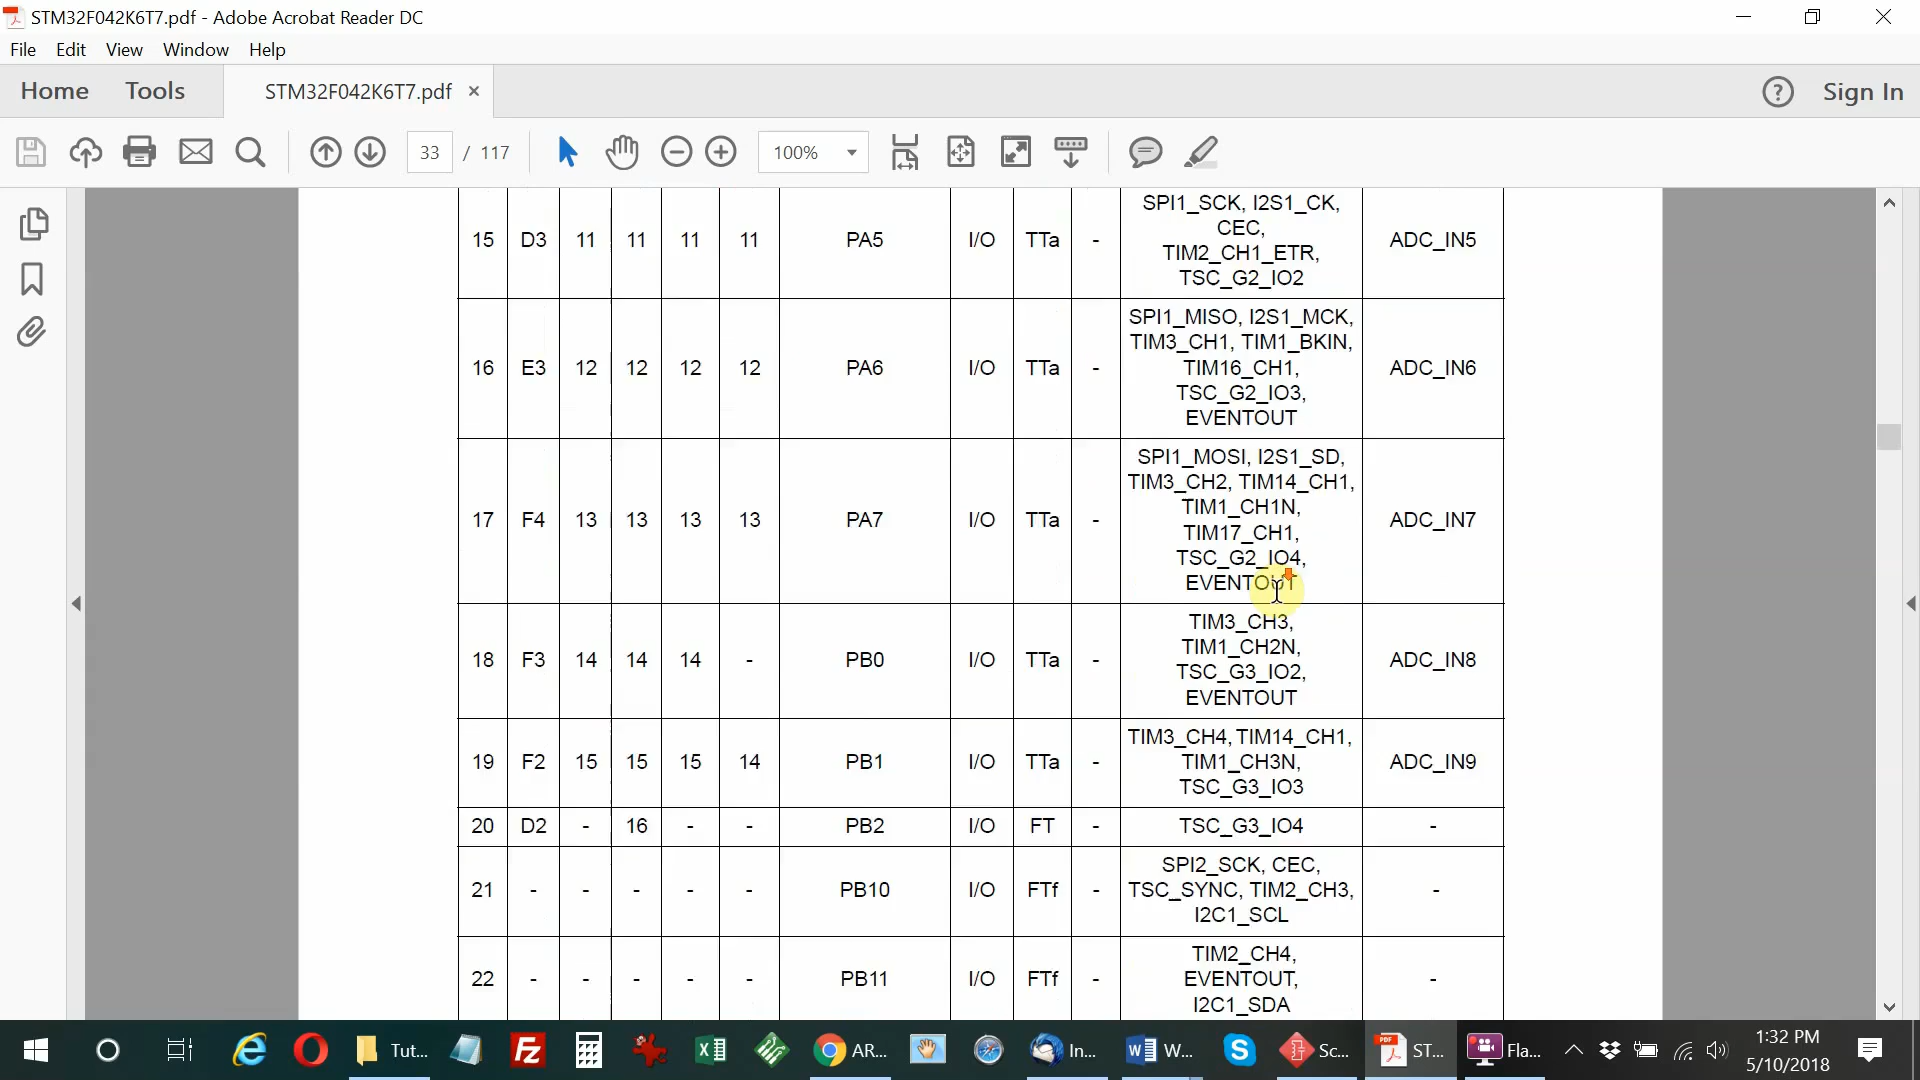 STM32F042K6T7.pdf - Adobe Acrobat Reader DC
File Edit View Window Help
Home Tools STM32F042K6T7.pdf × ? Sign In
33 / 117 100%
SPI1_SCK, I2S1_CK,
CEC,
15 D3 11 11 11 11 PA5 I/O TTa - ADC_IN5
TIM2_CH1_ETR,
TSC_G2_IO2
SPI1_MISO, I2S1_MCK,
TIM3_CH1, TIM1_BKIN,
16 E3 12 12 12 12 PA6 I/O TTa - TIM16_CH1, ADC_IN6
TSC_G2_IO3,
EVENTOUT
SPI1_MOSI, I2S1_SD,
TIM3_CH2, TIM14_CH1,
TIM1_CH1N,
17 F4 13 13 13 13 PA7 I/O TTa - ADC_IN7
TIM17_CH1,
TSC_G2_IO4,
EVENTOUT
TIM3_CH3,
TIM1_CH2N,
18 F3 14 14 14 - PB0 I/O TTa - ADC_IN8
TSC_G3_IO2,
EVENTOUT
TIM3_CH4, TIM14_CH1,
19 F2 15 15 15 14 PB1 I/O TTa - TIM1_CH3N, ADC_IN9
TSC_G3_IO3
20 D2 - 16 - - PB2 I/O FT - TSC_G3_IO4 -
SPI2_SCK, CEC,
21 - - - - - PB10 I/O FTf - TSC_SYNC, TIM2_CH3, -
I2C1_SCL
TIM2_CH4,
22 - - - - - PB11 I/O FTf - EVENTOUT, -
I2C1_SDA
Tut... AR... In... W... Sc... ST... Fla... 1:32 PM
5/10/2018